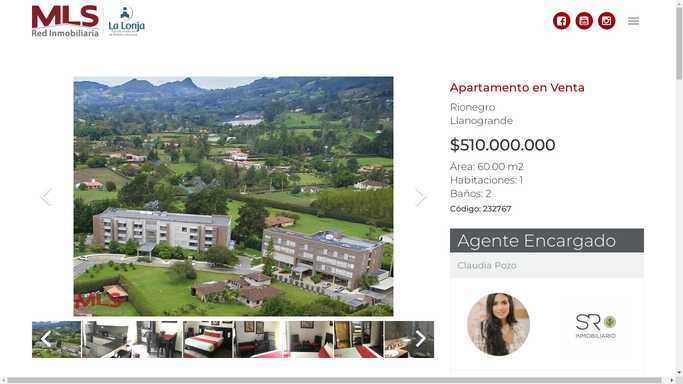 MLS
Red Inmobiliaria
La Lonja
Apartamento en Venta
Rionegro
Llanogrande
$510.000.000
Área: 60.00 m2
Habitaciones: 1
Baños: 2
Código: 232767
Agente Encargado
Claudia Pozo
MLS
SR
INMOBILIARIO